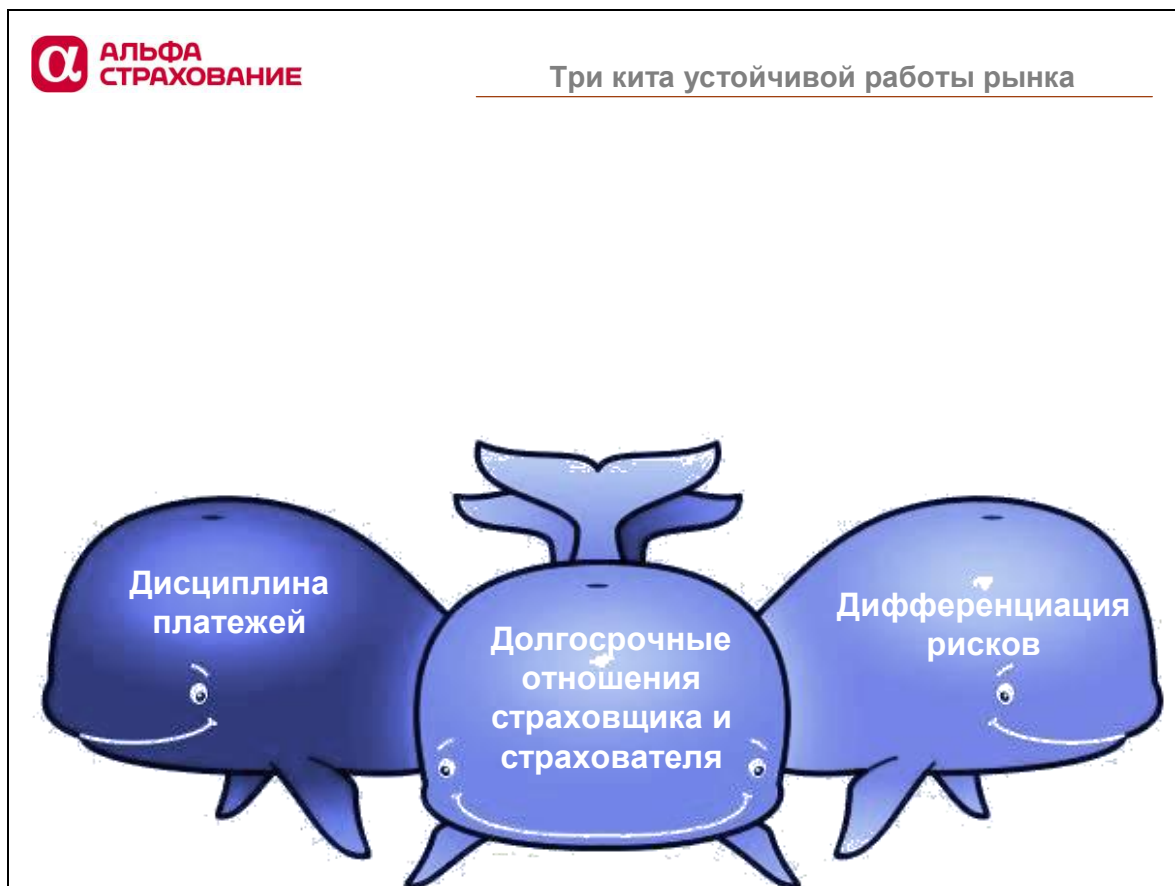 α АЛЬФА
СТРАХОВАНИЕ
Три кита устойчивой работы рынка
Дисциплина
платежей
Долгосрочные
отношения
страховщика и
страхователя
Дифференциация
рисков